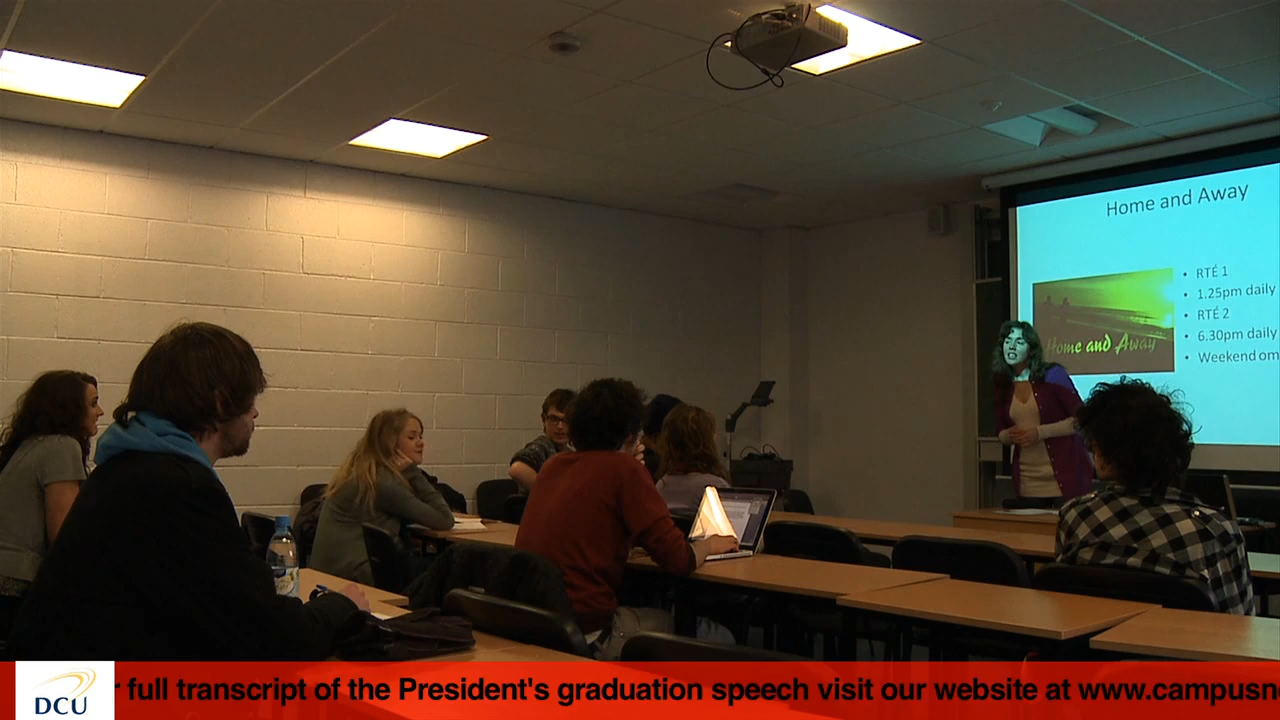 Home and Away
• RTÉ 1
• 1.25pm daily
• RTÉ 2
• 6.30pm daily
• Weekend om
Home and Away
DCU
r full transcript of the President's graduation speech visit our website at www.campusn